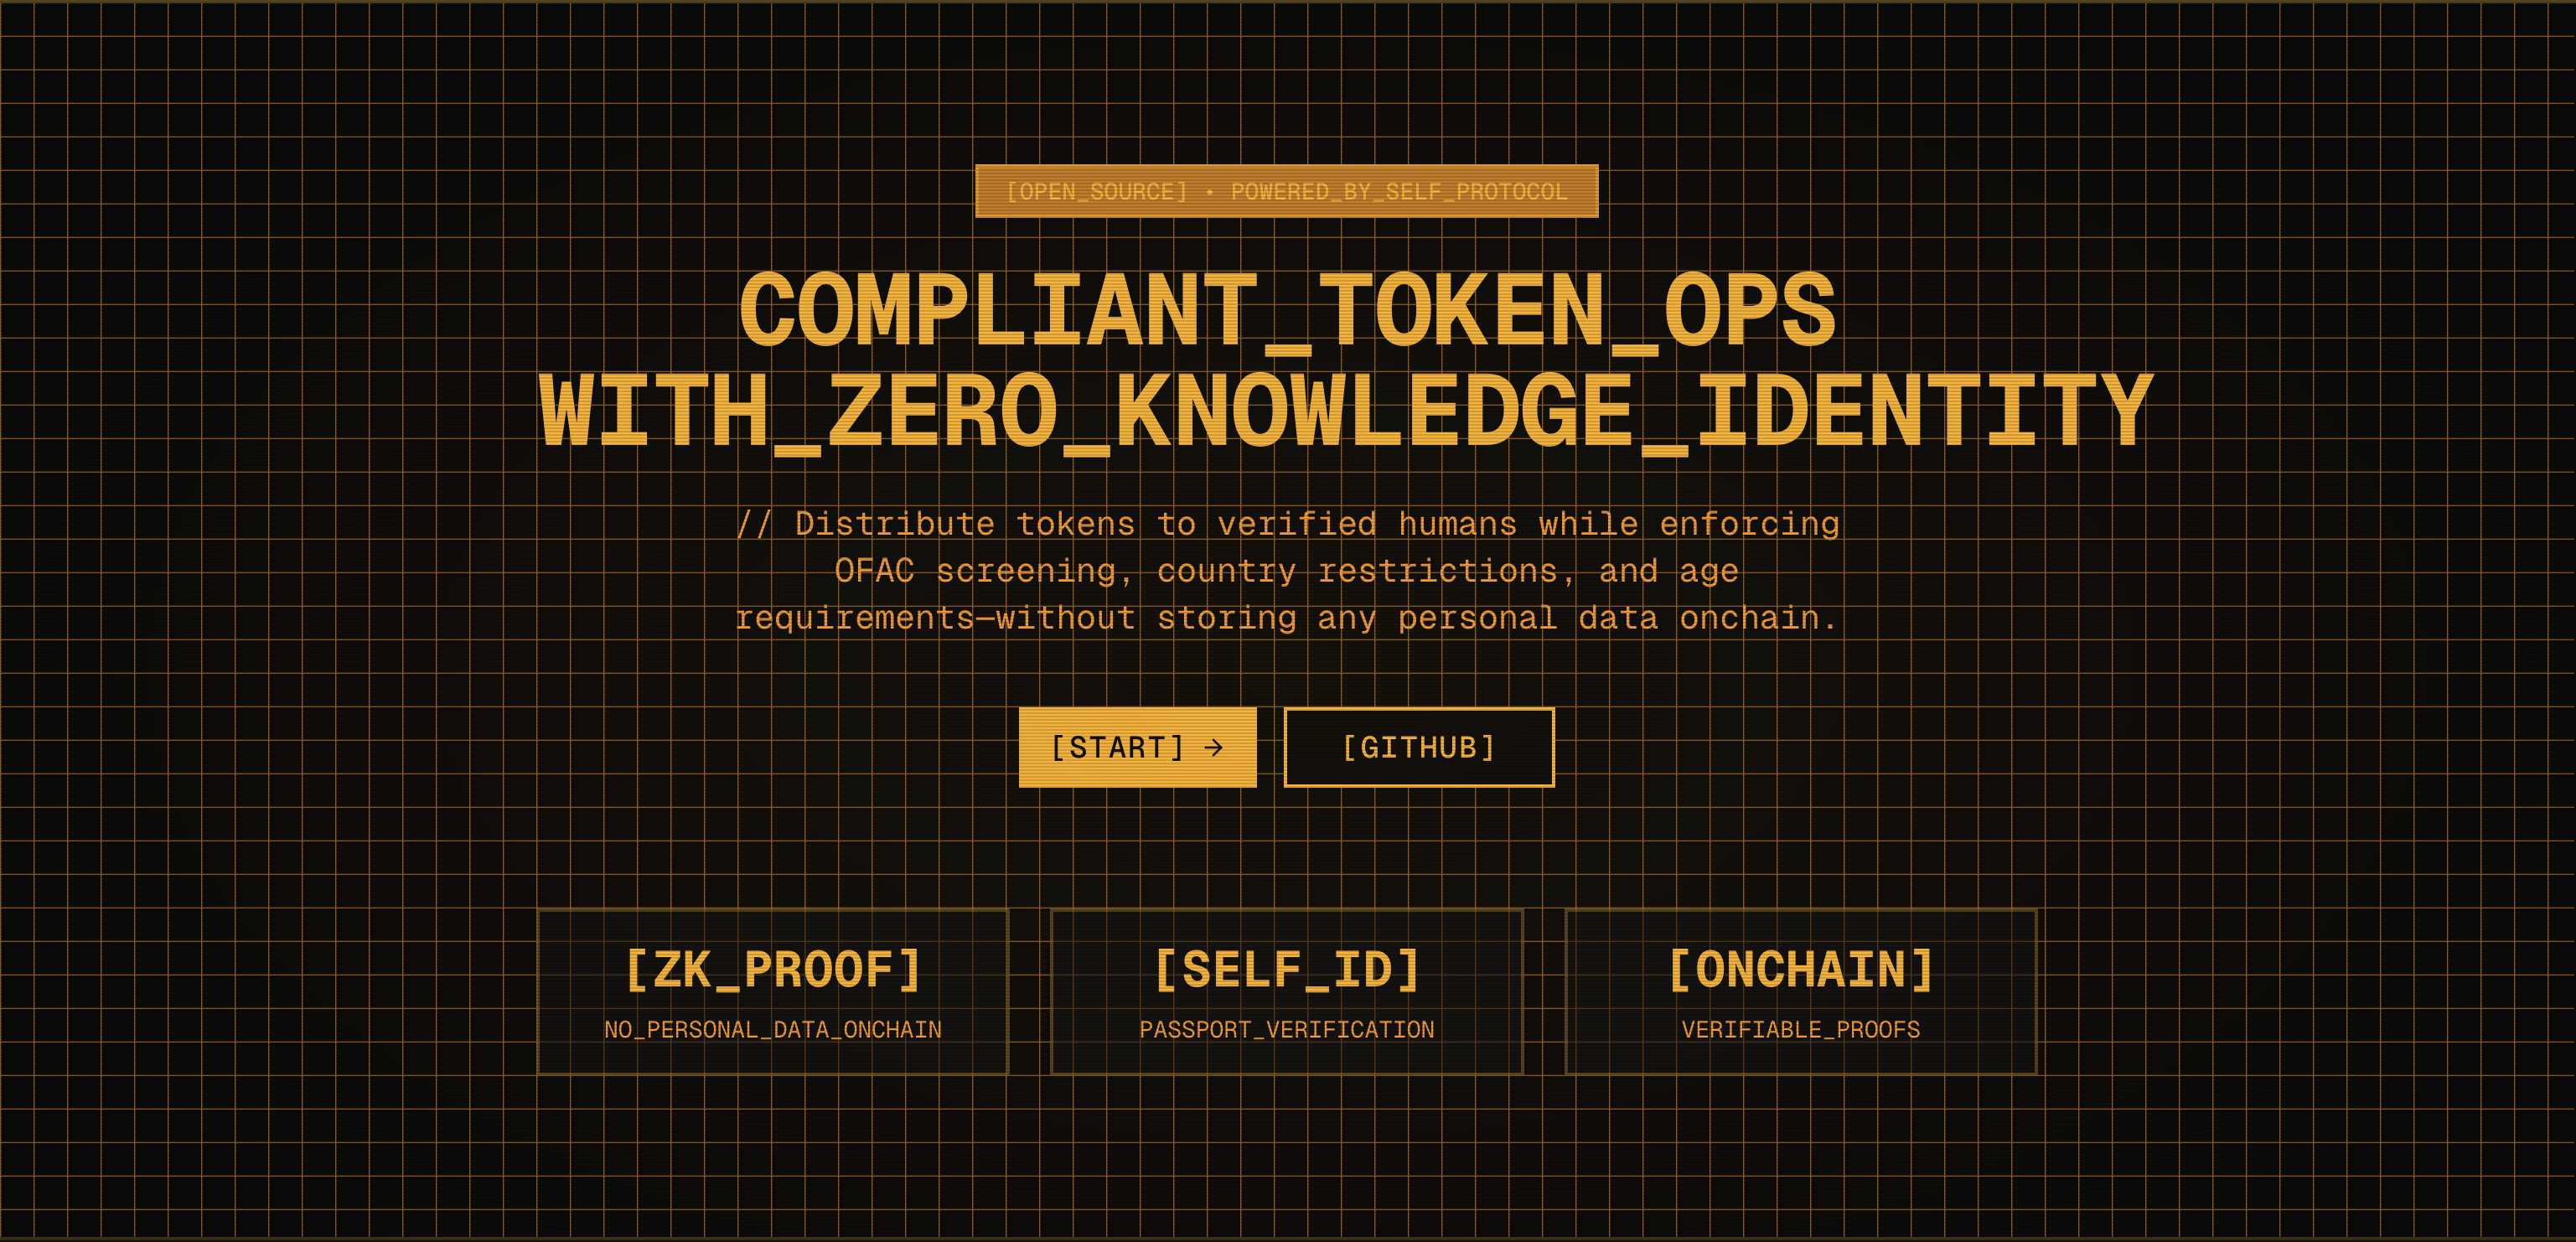 [OPEN_SOURCE] • POWERED_BY_SELF_PROTOCOL
COMPLIANT_TOKEN_OPS
WITH_ZERO_KNOWLEDGE_IDENTITY
// Distribute tokens to verified humans while enforcing
OFAC screening, country restrictions, and age
requirements—without storing any personal data onchain.
[START] →
[GITHUB]
[ZK_PROOF]
NO_PERSONAL_DATA_ONCHAIN
[SELF_ID]
PASSPORT_VERIFICATION
[ONCHAIN]
VERIFIABLE_PROOFS